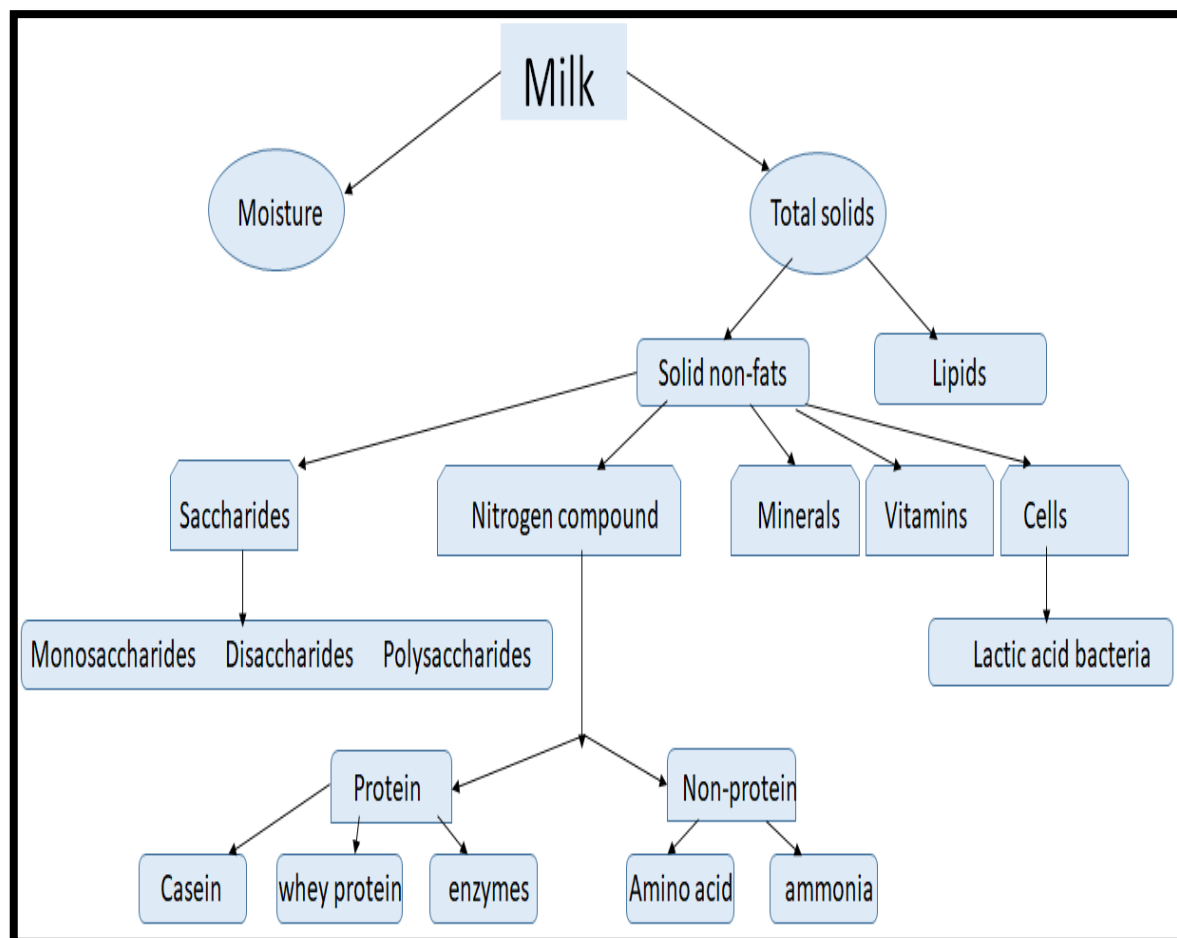 Milk
Moisture
Total solids
Solid non-fats
Lipids
Saccharides
Nitrogen compound
Minerals
Vitamins
Cells
Monosaccharides Disaccharides Polysaccharides
Lactic acid bacteria
Protein
Non-protein
Casein
whey protein
enzymes
Amino acid
ammonia